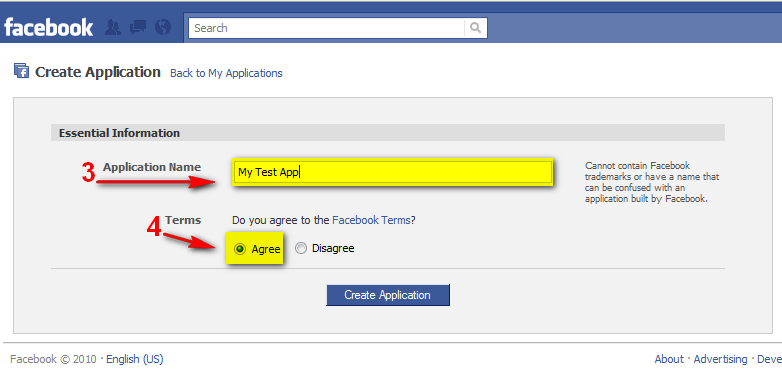 facebook Search
Create Application Back to My Applications
Essential Information
3 Application Name My Test App
Cannot contain Facebook
trademarks or have a name that
can be confused with an
application built by Facebook.
4 Terms Do you agree to the Facebook Terms?
Agree Disagree
Create Application
Facebook © 2010 · English (US) About · Advertising · Deve